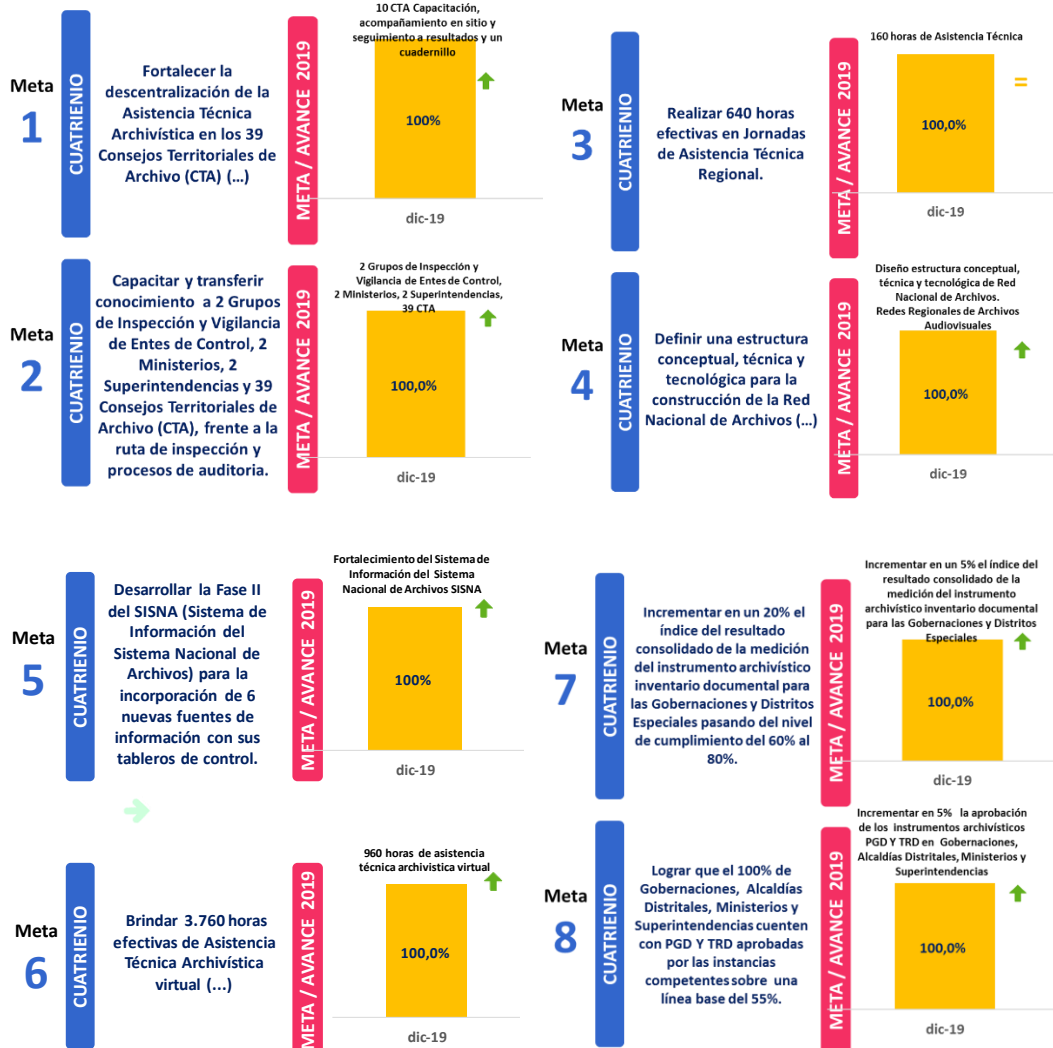 Meta
1
CUATRIENIO
Fortalecer la
descentralización de la
Asistencia Técnica
Archivística en los 39
Consejos Territoriales de
Archivo (CTA) (...)
META / AVANCE 2019
10 CTA Capacitación,
acompañamiento en sitio y
seguimiento a resultados y un
cuadernillo
100%
dic-19
Meta
2
CUATRIENIO
Capacitar y transferir
conocimiento a 2 Grupos
de Inspección y Vigilancia
de Entes de Control, 2
Ministerios, 2
Superintendencias y 39
Consejos Territoriales de
Archivo (CTA), frente a la
ruta de inspección y
procesos de auditoria.
META / AVANCE 2019
2 Grupos de Inspección y
Vigilancia de Entes de Control,
2 Ministerios, 2 Superintendencias,
39 CTA
100,0%
dic-19
Meta
3
CUATRIENIO
Realizar 640 horas
efectivas en Jornadas
de Asistencia Técnica
Regional.
META / AVANCE 2019
160 horas de Asistencia Técnica
=
100,0%
dic-19
Meta
4
CUATRIENIO
Definir una estructura
conceptual, técnica y
tecnológica para la
construcción de la Red
Nacional de Archivos (...)
META / AVANCE 2019
Diseño estructura conceptual,
técnica y tecnológica de Red
Nacional de Archivos.
Redes Regionales de Archivos
Audiovisuales
100,0%
dic-19
Meta
5
CUATRIENIO
Desarrollar la Fase II
del SISNA (Sistema de
Información del
Sistema Nacional de
Archivos) para la
incorporación de 6
nuevas fuentes de
información con sus
tableros de control.
META / AVANCE 2019
Fortalecimiento del Sistema de
Información del Sistema
Nacional de Archivos SISNA
100%
dic-19
Meta
6
CUATRIENIO
Brindar 3.760 horas
efectivas de Asistencia
Técnica Archivística
virtual (...)
META / AVANCE 2019
960 horas de asistencia
técnica archivistica virtual
100,0%
dic-19
Meta
7
CUATRIENIO
Incrementar en un 20% el
índice del resultado
consolidado de la medición
del instrumento archivístico
inventario documental para
las Gobernaciones y Distritos
Especiales pasando del nivel
de cumplimiento del 60% al
80%.
META / AVANCE 2019
Incrementar en un 5% el índice del
resultado consolidado de la
medición del instrumento
archivístico inventario documental
para las Gobernaciones y Distritos
Especiales
100,0%
dic-19
Meta
8
CUATRIENIO
Lograr que el 100% de
Gobernaciones, Alcaldías
Distritales, Ministerios y
Superintendencias cuenten
con PGD Y TRD aprobadas
por las instancias
competentes sobre una
línea base del 55%.
META / AVANCE 2019
Incrementar en 5% la aprobación
de los instrumentos archivísticos
PGD Y TRD en Gobernaciones,
Alcaldías Distritales, Ministerios y
Superintendencias
100,0%
dic-19